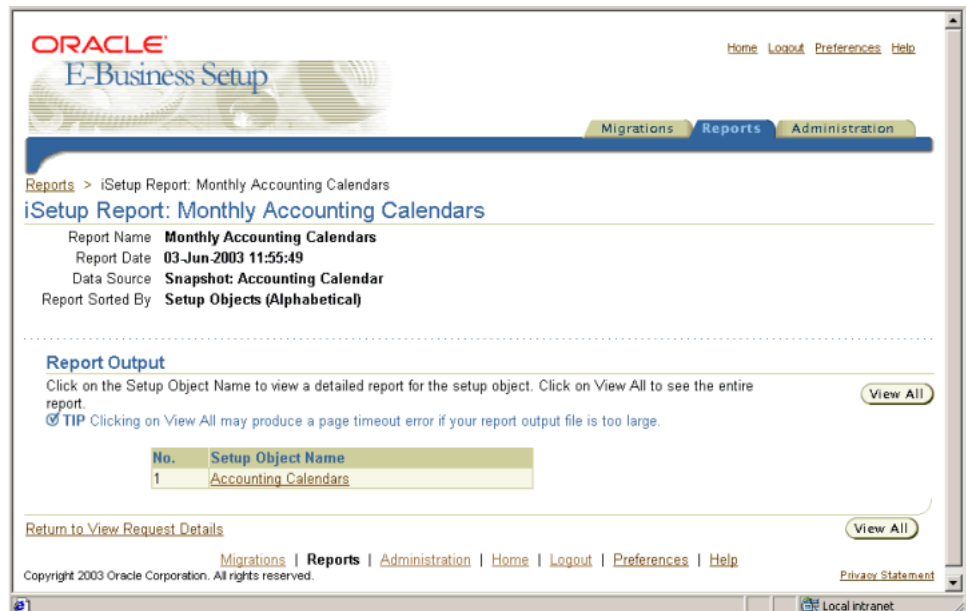 ORACLE
E-Business Setup
Home Logout Preferences Help
Migrations Reports Administration
Reports > iSetup Report: Monthly Accounting Calendars
iSetup Report: Monthly Accounting Calendars
Report Name Monthly Accounting Calendars
Report Date 03-Jun-2003 11:55:49
Data Source Snapshot: Accounting Calendar
Report Sorted By Setup Objects (Alphabetical)
Report Output
Click on the Setup Object Name to view a detailed report for the setup object. Click on View All to see the entire
report.
View All
TIP Clicking on View All may produce a page timeout error if your report output file is too large.
No. Setup Object Name
1 Accounting Calendars
Return to View Request Details
View All
Migrations | Reports | Administration | Home | Logout | Preferences | Help
Copyright 2003 Oracle Corporation. All rights reserved.
Privacy Statement
Local intranet